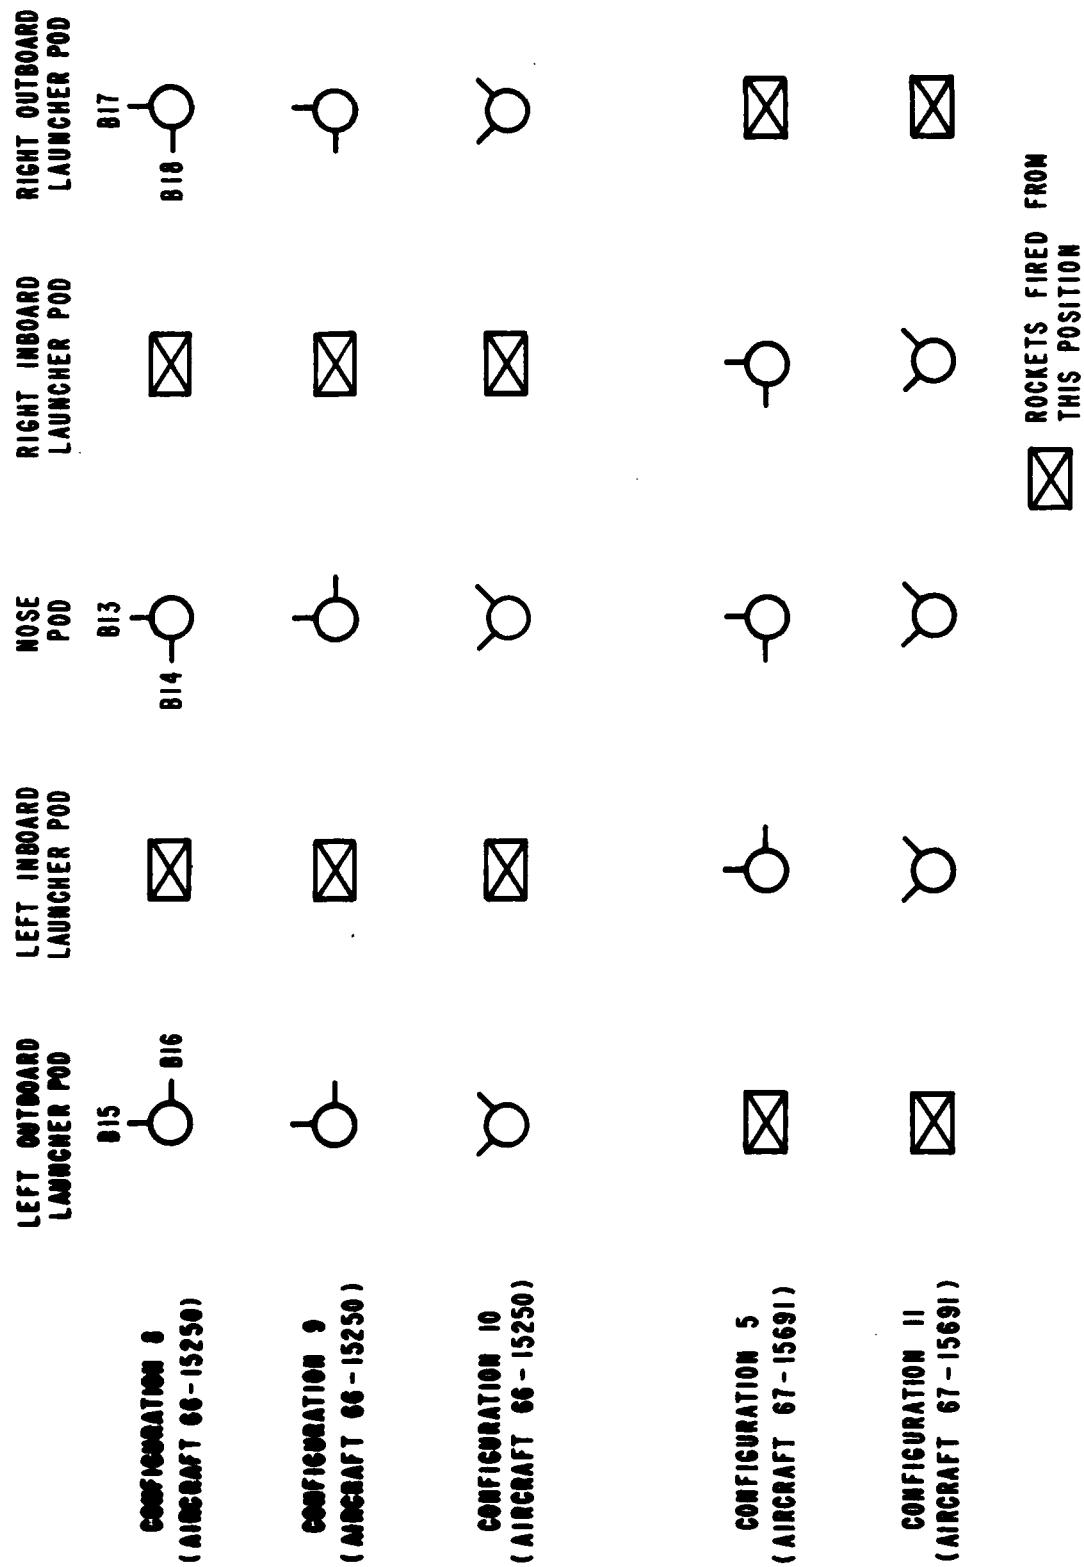 LEFT OUTBOARD
LAUNCHER POD
LEFT INBOARD
LAUNCHER POD
NOSE
POD
RIGHT INBOARD
LAUNCHER POD
RIGHT OUTBOARD
LAUNCHER POD
CONFIGURATION 8
(AIRCRAFT 66-15250)
B15
B16
B14
B13
B18
B17
CONFIGURATION 9
(AIRCRAFT 66-15250)
CONFIGURATION 10
(AIRCRAFT 66-15250)
CONFIGURATION 5
(AIRCRAFT 67-15691)
CONFIGURATION 11
(AIRCRAFT 67-15691)
ROCKETS FIRED FROM
THIS POSITION